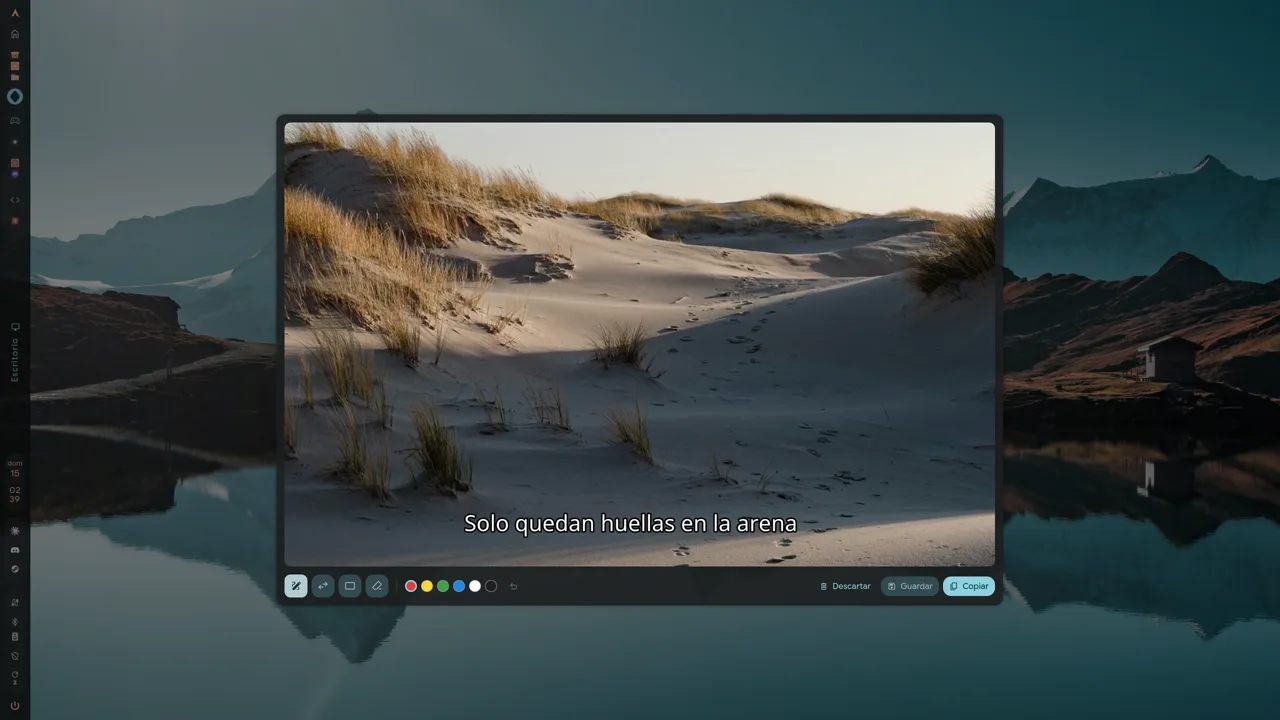 Escritorio
dom
15
02
39
Solo quedan huellas en la arena
Descartar
Guardar
Copiar